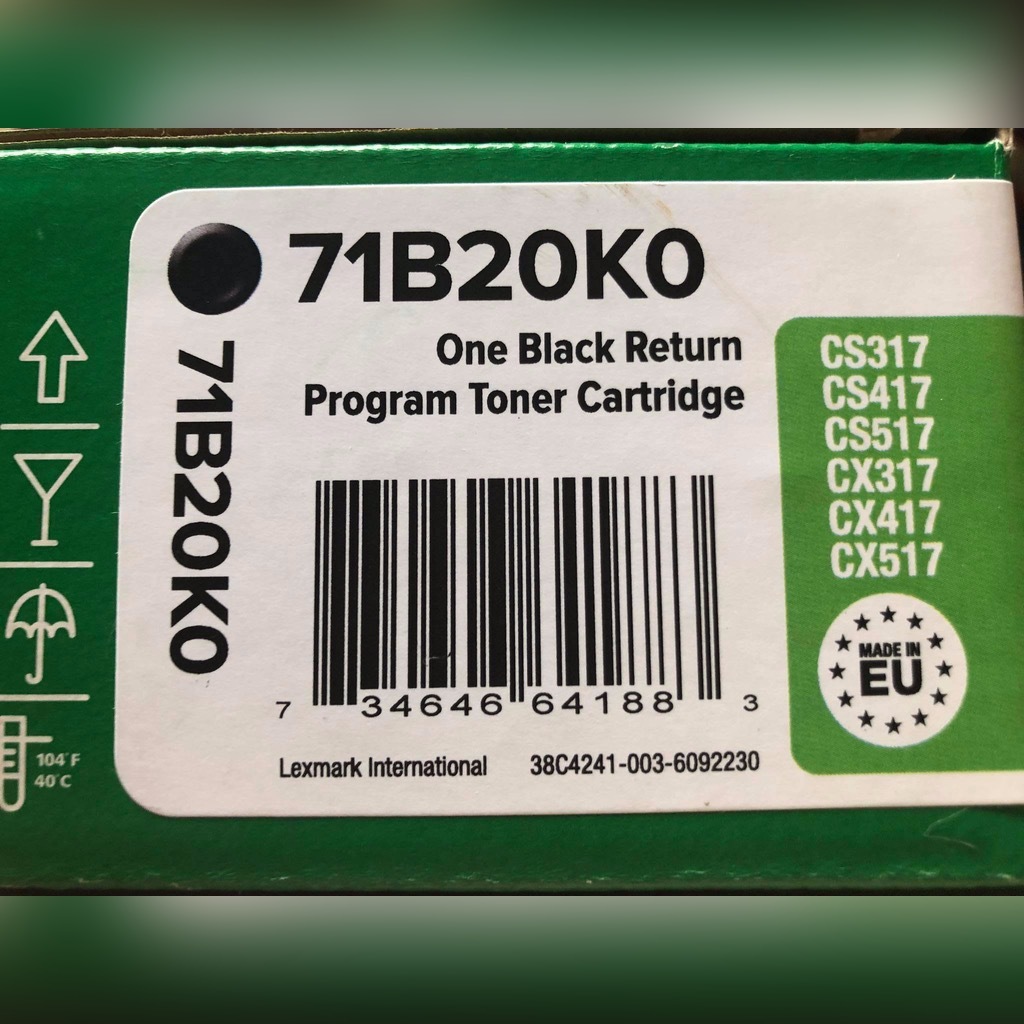 71B20K0
71B20K0
One Black Return
Program Toner Cartridge
CS317
CS417
CS517
CX317
CX417
CX517
MADE IN
EU
7 34646 64188 3
Lexmark International 38C4241-003-6092230
104°F
40°C